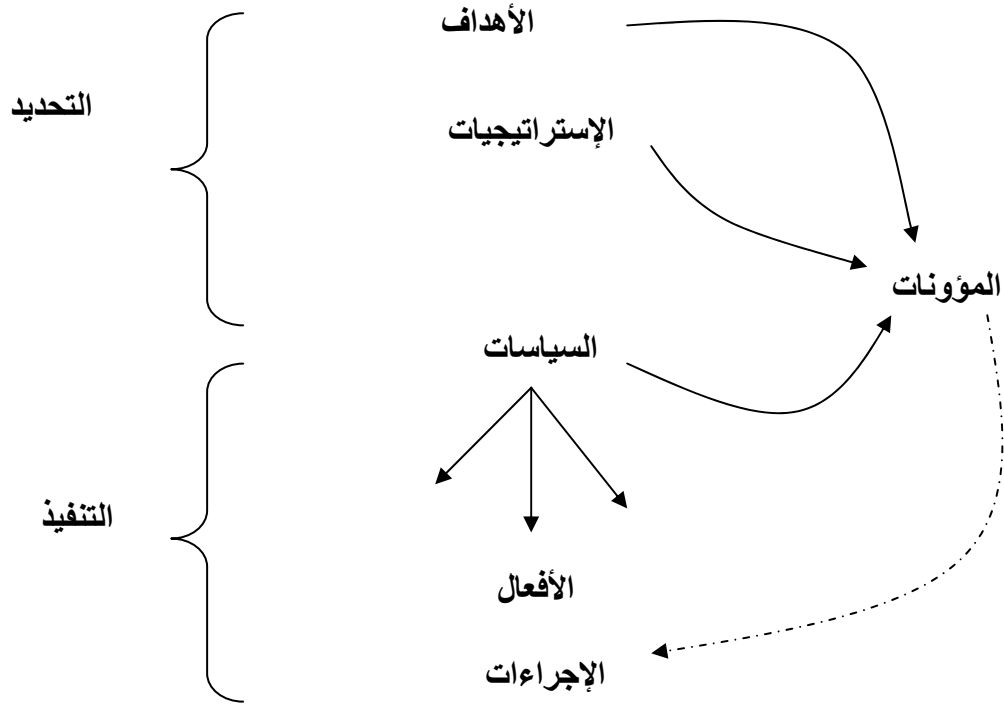 الأهداف
التحديد
الإستراتيجيات
المؤونات
السياسات
التنفيذ
الأفعال
الإجراءات